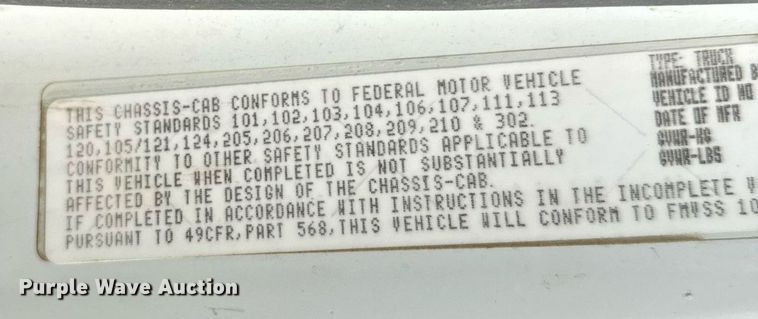 THIS CHASSIS-CAB CONFORMS TO FEDERAL MOTOR VEHICLE
SAFETY STANDARDS 101,102,103,104,106,107,111,113
120,105/121,124,205,206,207,208,209,210 & 302.
CONFORMITY TO OTHER SAFETY STANDARDS APPLICABLE TO
THIS VEHICLE WHEN COMPLETED IS NOT SUBSTANTIALLY
AFFECTED BY THE DESIGN OF THE CHASSIS-CAB.
IF COMPLETED IN ACCORDANCE WITH INSTRUCTIONS IN THE INCOMPLETE V
PURSUANT TO 49CFR,PART 568,THIS VEHICLE WILL CONFORM TO FMVSS 10
TYPE- TRUCK
MANUFACTURED B
VEHICLE ID NO
DATE OF MFR
GVWR-KG
GVWR-LBS
Purple Wave Auction